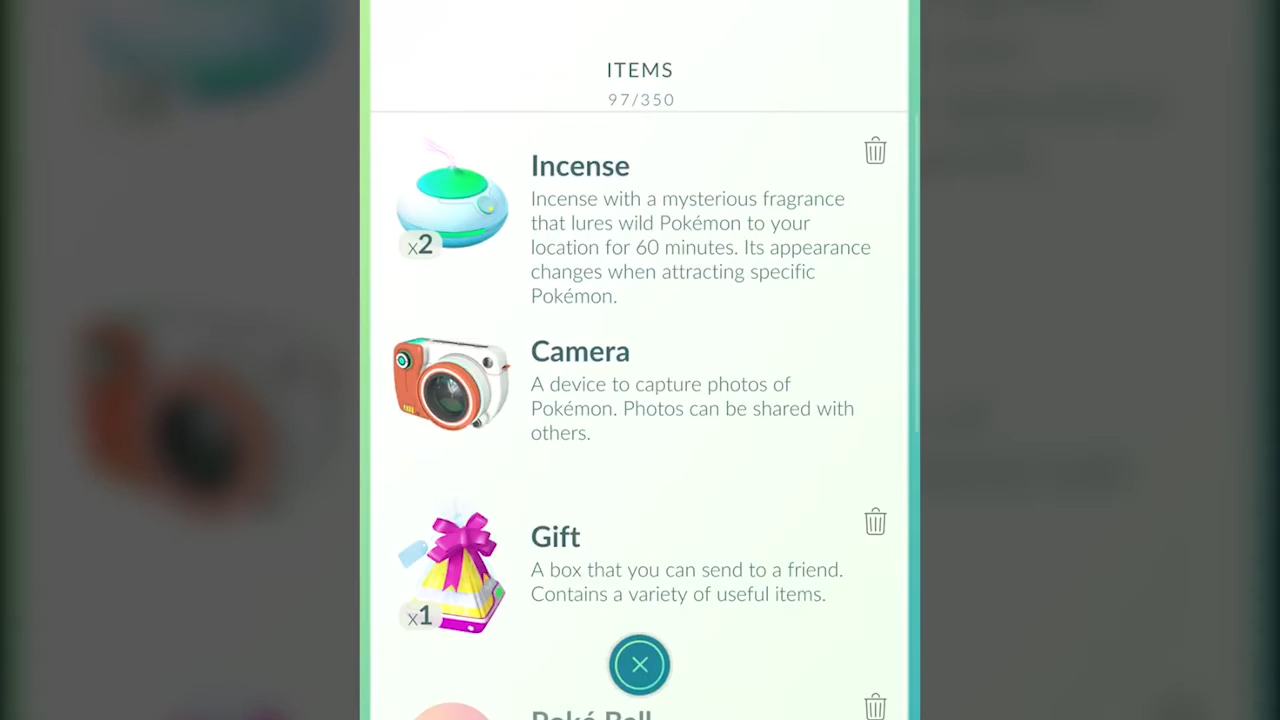 ITEMS
97/350
Incense
Incense with a mysterious fragrance
that lures wild Pokémon to your
location for 60 minutes. Its appearance
changes when attracting specific
Pokémon.
x2
Camera
A device to capture photos of
Pokémon. Photos can be shared with
others.
Gift
A box that you can send to a friend.
Contains a variety of useful items.
x1
Poké Ball